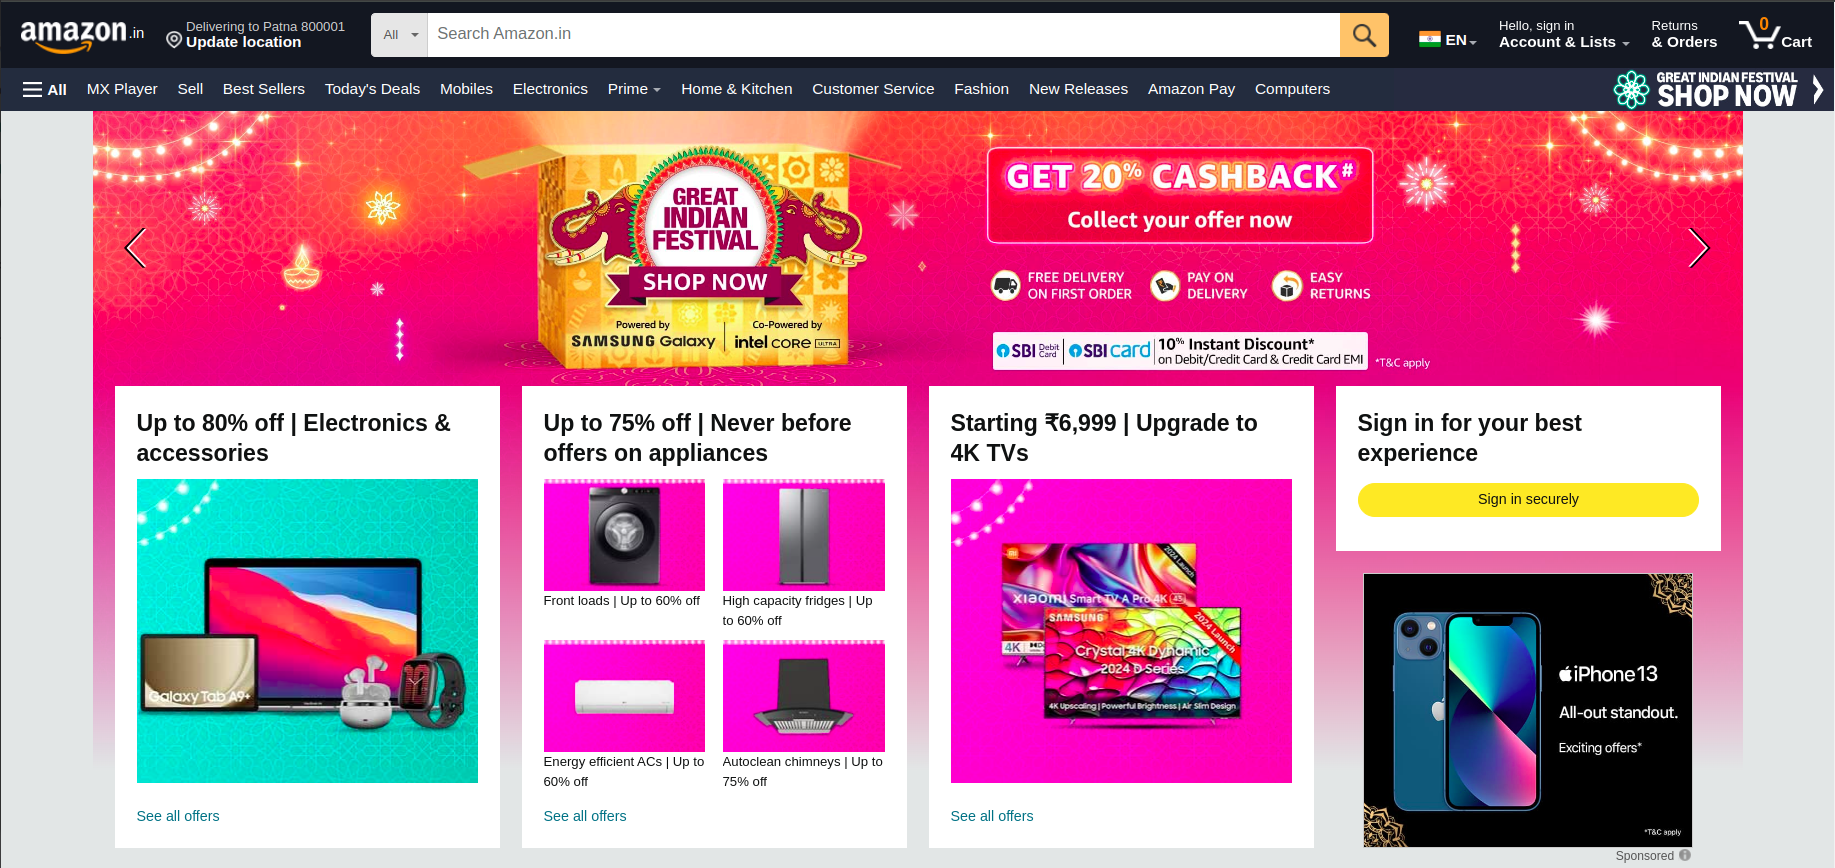 amazon.in
Delivering to Patna 800001
Update location
All
Search Amazon.in
EN
Hello, sign in
Account & Lists
Returns
& Orders
0
Cart
All
MX Player
Sell
Best Sellers
Today's Deals
Mobiles
Electronics
Prime
Home & Kitchen
Customer Service
Fashion
New Releases
Amazon Pay
Computers
GREAT INDIAN FESTIVAL
SHOP NOW
GREAT
INDIAN
FESTIVAL
SHOP NOW
Powered by
SAMSUNG Galaxy
Co-Powered by
intel CORE ULTRA
GET 20% CASHBACK#
Collect your offer now
FREE DELIVERY
ON FIRST ORDER
PAY ON
DELIVERY
EASY
RETURNS
SBI Debit Card
SBI card
10% Instant Discount*
on Debit/Credit Card & Credit Card EMI
*T&C apply
Up to 80% off | Electronics &
accessories
Galaxy Tab A9+
See all offers
Up to 75% off | Never before
offers on appliances
Front loads | Up to 60% off
High capacity fridges | Up
to 60% off
Energy efficient ACs | Up to
60% off
Autoclean chimneys | Up to
75% off
See all offers
Starting ₹6,999 | Upgrade to
4K TVs
2024 Launch
xiaomi Smart TV A Pro 4K 43
4K
SAMSUNG
2024 Launch
Crystal 4K Dynamic
2024 D Series
4K Upscaling | Powerful Brightness | Air Slim Design
See all offers
Sign in for your best
experience
Sign in securely
iPhone 13
All-out standout.
Exciting offers*
*T&C apply
Sponsored